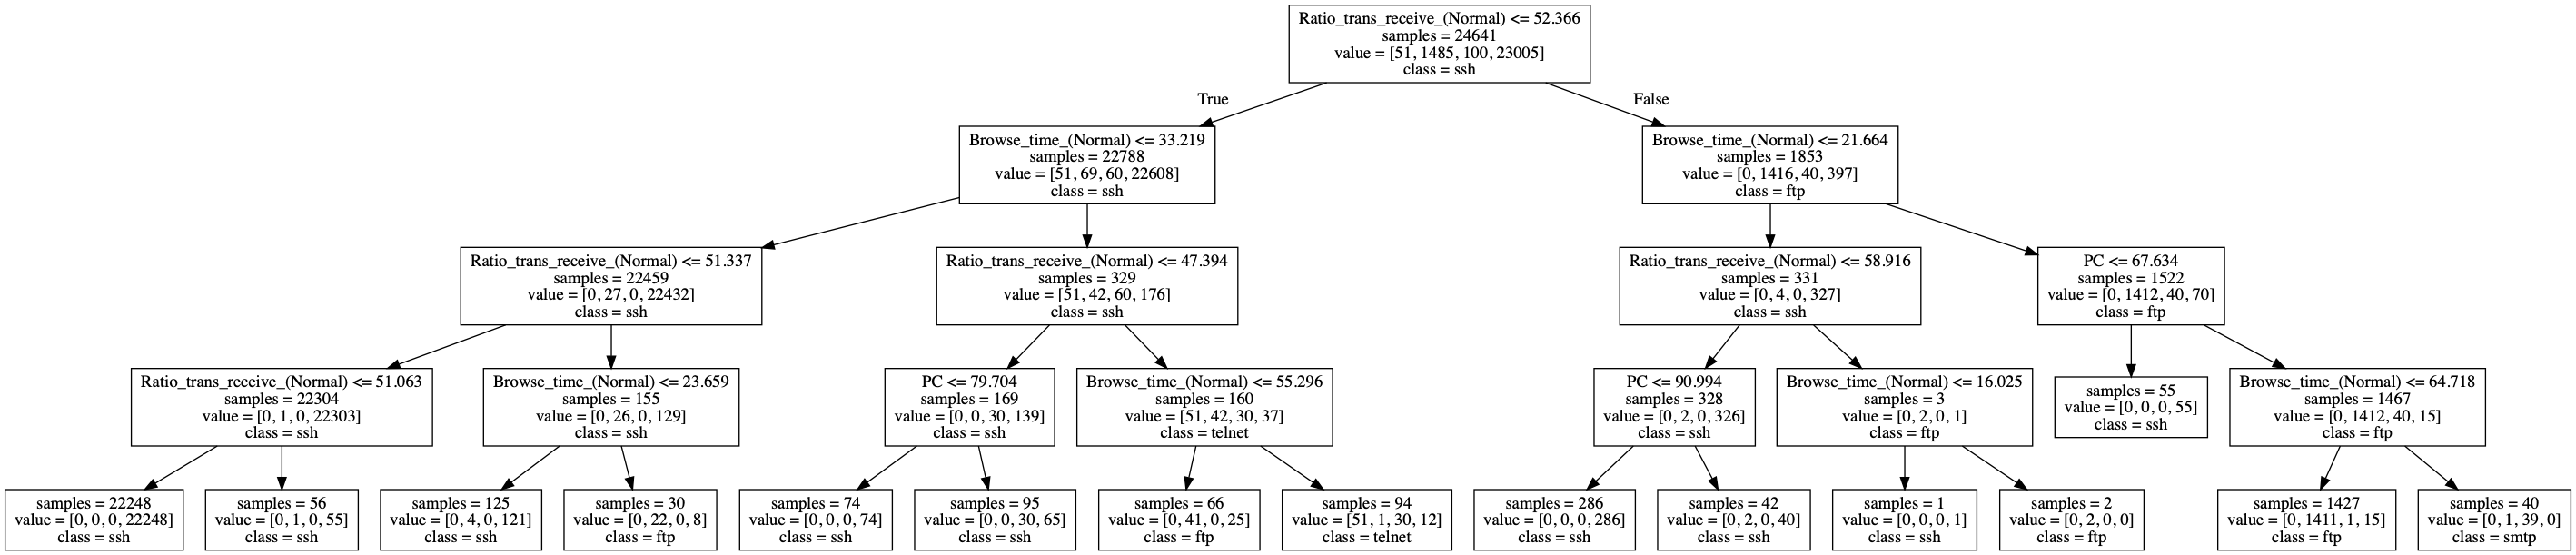 Ratio_trans_receive_(Normal) <= 52.366
samples = 24641
value = [51, 1485, 100, 23005]
class = ssh
True
False
Browse_time_(Normal) <= 33.219
samples = 22788
value = [51, 69, 60, 22608]
class = ssh
Browse_time_(Normal) <= 21.664
samples = 1853
value = [0, 1416, 40, 397]
class = ftp
Ratio_trans_receive_(Normal) <= 51.337
samples = 22459
value = [0, 27, 0, 22432]
class = ssh
Ratio_trans_receive_(Normal) <= 47.394
samples = 329
value = [51, 42, 60, 176]
class = ssh
Ratio_trans_receive_(Normal) <= 58.916
samples = 331
value = [0, 4, 0, 327]
class = ssh
PC <= 67.634
samples = 1522
value = [0, 1412, 40, 70]
class = ftp
Ratio_trans_receive_(Normal) <= 51.063
samples = 22304
value = [0, 1, 0, 22303]
class = ssh
Browse_time_(Normal) <= 23.659
samples = 155
value = [0, 26, 0, 129]
class = ssh
PC <= 79.704
samples = 169
value = [0, 0, 30, 139]
class = ssh
Browse_time_(Normal) <= 55.296
samples = 160
value = [51, 42, 30, 37]
class = telnet
PC <= 90.994
samples = 328
value = [0, 2, 0, 326]
class = ssh
Browse_time_(Normal) <= 16.025
samples = 3
value = [0, 2, 0, 1]
class = ftp
samples = 55
value = [0, 0, 0, 55]
class = ssh
Browse_time_(Normal) <= 64.718
samples = 1467
value = [0, 1412, 40, 15]
class = ftp
samples = 22248
value = [0, 0, 0, 22248]
class = ssh
samples = 56
value = [0, 1, 0, 55]
class = ssh
samples = 125
value = [0, 4, 0, 121]
class = ssh
samples = 30
value = [0, 22, 0, 8]
class = ftp
samples = 74
value = [0, 0, 0, 74]
class = ssh
samples = 95
value = [0, 0, 30, 65]
class = ssh
samples = 66
value = [0, 41, 0, 25]
class = ftp
samples = 94
value = [51, 1, 30, 12]
class = telnet
samples = 286
value = [0, 0, 0, 286]
class = ssh
samples = 42
value = [0, 2, 0, 40]
class = ssh
samples = 1
value = [0, 0, 0, 1]
class = ssh
samples = 2
value = [0, 2, 0, 0]
class = ftp
samples = 1427
value = [0, 1411, 1, 15]
class = ftp
samples = 40
value = [0, 1, 39, 0]
class = smtp